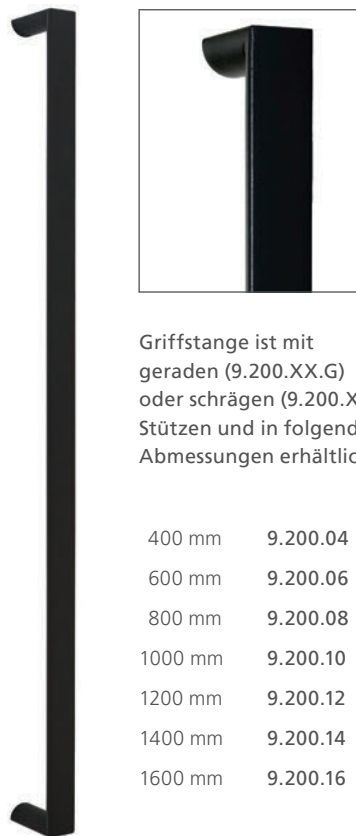 Griffstange ist mit
geraden (9.200.XX.G)
oder schrägen
Stützen und in
Abmessungen
400 mm 9.200.04
600 mm 9.200.06
800 mm 9.200.08
1000 mm 9.200.10
1200 mm 9.200.12
1400 mm 9.200.14
1600 mm 9.200.16